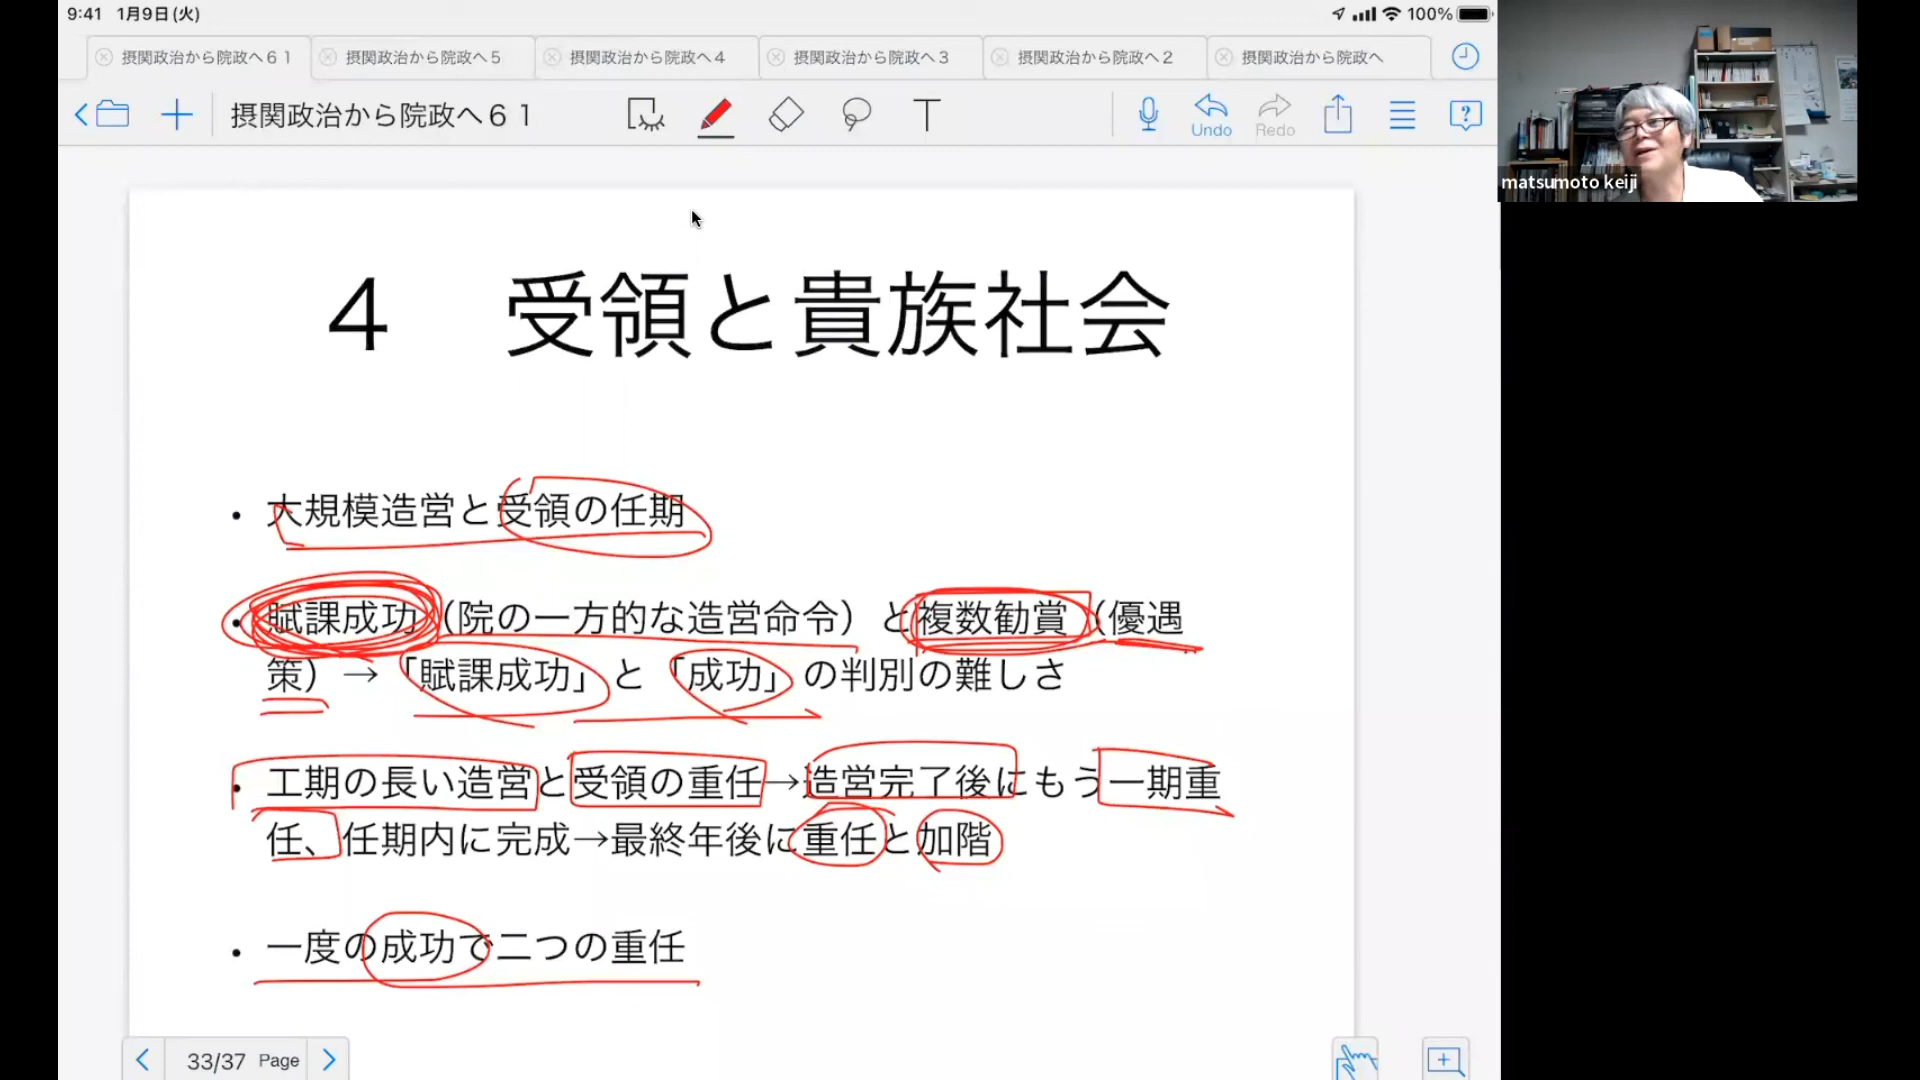 9:41 1月9日(火)
100%
摂関政治から院政へ６１
摂関政治から院政へ５
摂関政治から院政へ４
摂関政治から院政へ３
摂関政治から院政へ２
摂関政治から院政へ
摂関政治から院政へ６１
T
Undo
Redo
?
matsumoto keiji
４　受領と貴族社会
• 大規模造営と受領の任期
• 賦課成功（院の一方的な造営命令）と複数勧賞（優遇
策）→「賦課成功」と「成功」の判別の難しさ
• 工期の長い造営と受領の重任→造営完了後にもう一期重
任、任期内に完成→最終年後に重任と加階
• 一度の成功で二つの重任
33/37 Page